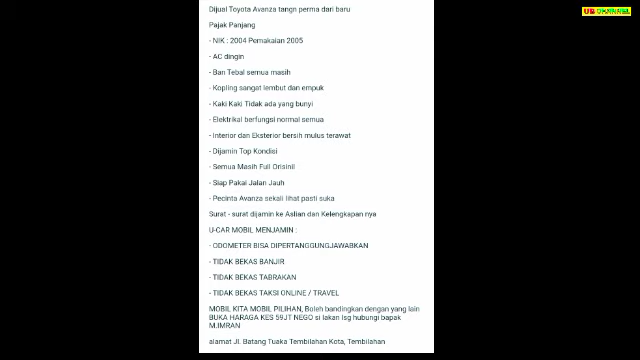 UB CHANNEL
Dijual Toyota Avanza tangn perma dari baru
Pajak Panjang
- NIK : 2004 Pemakaian 2005
- AC dingin
- Ban Tebal semua masih
- Kopling sangat lembut dan empuk
- Kaki Kaki Tidak ada yang bunyi
- Elektrikal berfungsi normal semua
- Interior dan Eksterior bersih mulus terawat
- Dijamin Top Kondisi
- Semua Masih Full Orisinil
- Siap Pakai Jalan Jauh
- Pecinta Avanza sekali lihat pasti suka
Surat - surat dijamin ke Aslian dan Kelengkapan nya
U-CAR MOBIL MENJAMIN :
- ODOMETER BISA DIPERTANGGUNGJAWABKAN
- TIDAK BEKAS BANJIR
- TIDAK BEKAS TABRAKAN
- TIDAK BEKAS TAKSI ONLINE / TRAVEL
MOBIL KITA MOBIL PILIHAN, Boleh bandingkan dengan yang lain
BUKA HARAGA KES 59JT NEGO si lakan lsg hubungi bapak
M.IMRAN
alamat Jl. Batang Tuaka Tembilahan Kota, Tembilahan